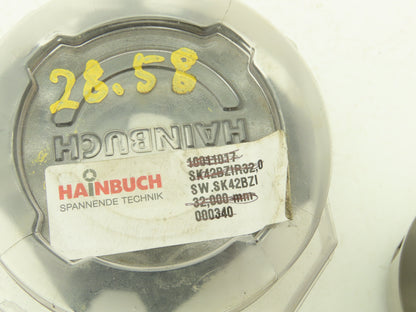 28.58
HAINBUCH
HAINBUCH
SPANNENDE TECHNIK
10011017
SK42BZIR32,0
SW.SK42BZI
32,000 mm
000340